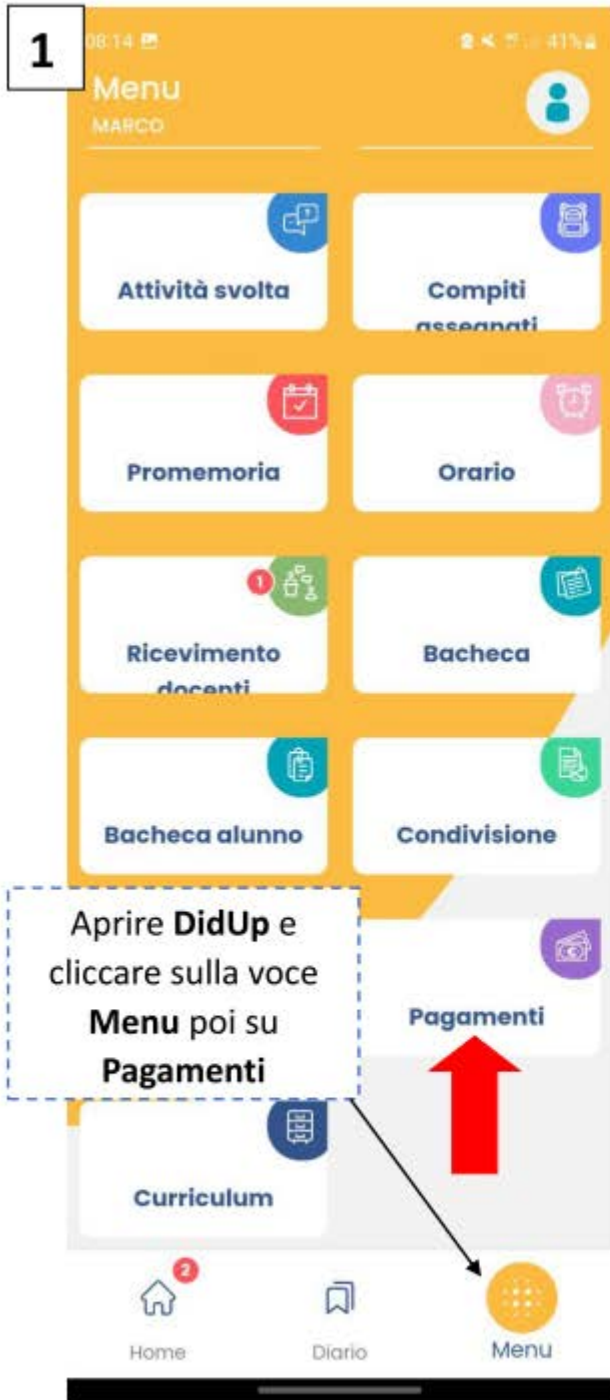 1
08:14
41%
Menu
MARCO
Attività svolta
Compiti
assegnati
Promemoria
Orario
1
Ricevimento
docenti
Bacheca
Bacheca alunno
Condivisione
Aprire DidUp e
cliccare sulla voce
Menu poi su
Pagamenti
Pagamenti
Curriculum
2
Home
Diario
Menu